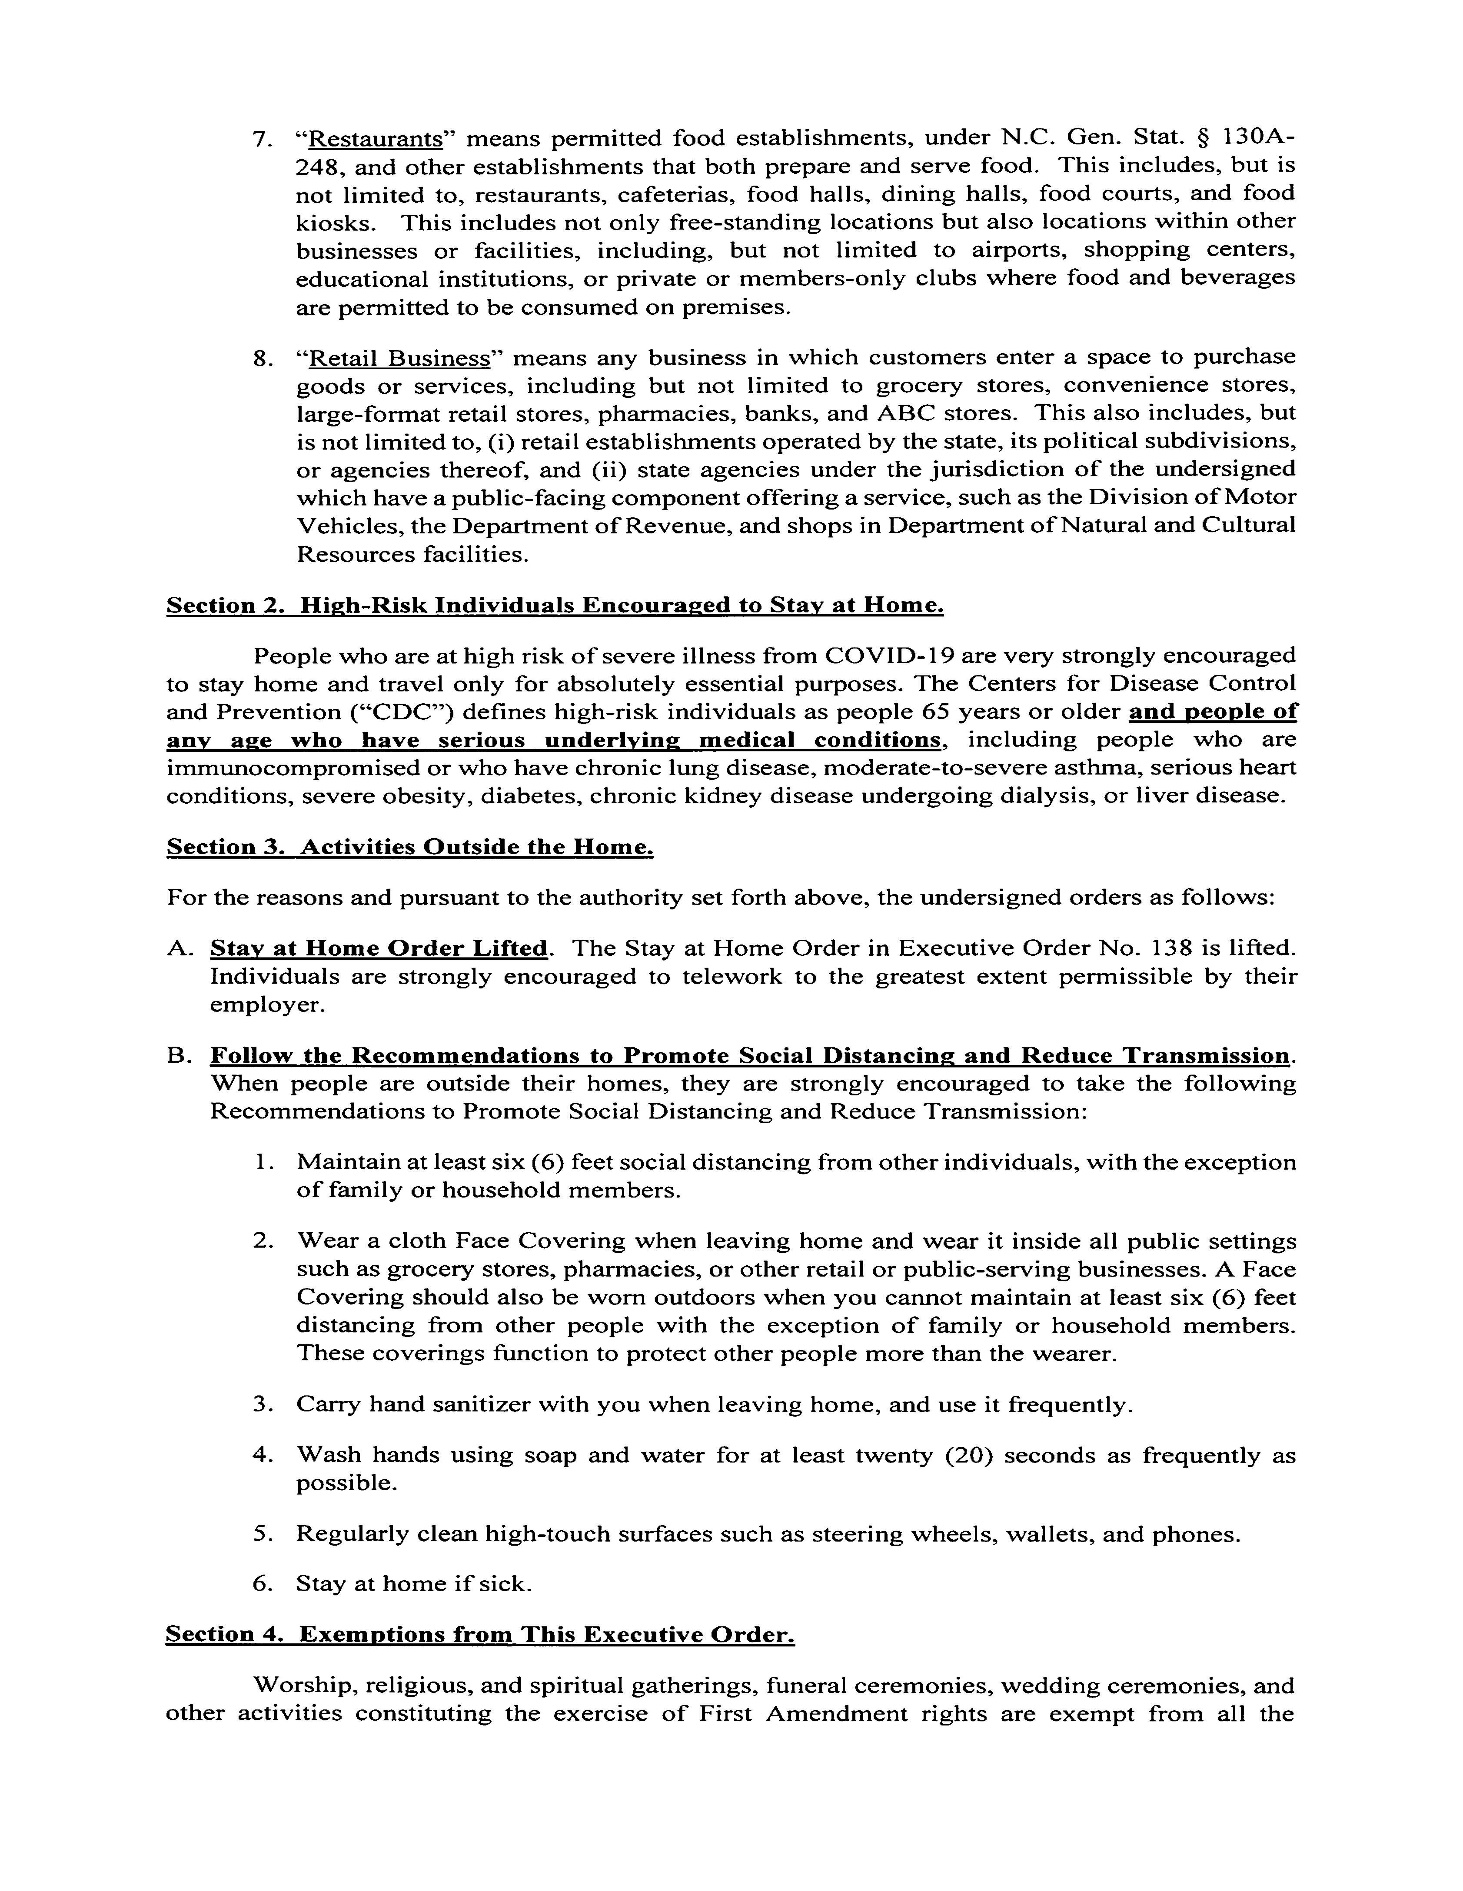 7. “Restaurants” means permitted food establishments, under N.C. Gen. Stat. § 130A-
248, and other establishments that both prepare and serve food. This includes, but is
not limited to, restaurants, cafeterias, food halls, dining halls, food courts, and food
kiosks. This includes not only free-standing locations but also locations within other
businesses or facilities, including, but not limited to airports, shopping centers,
educational institutions, or private or members-only clubs where food and beverages
are permitted to be consumed on premises.
8. “Retail Business” means any business in which customers enter a space to purchase
goods or services, including but not limited to grocery stores, convenience stores,
large-format retail stores, pharmacies, banks, and ABC stores. This also includes, but
is not limited to, (i) retail establishments operated by the state, its political subdivisions,
or agencies thereof, and (ii) state agencies under the jurisdiction of the undersigned
which have a public-facing component offering a service, such as the Division of Motor
Vehicles, the Department of Revenue, and shops in Department of Natural and Cultural
Resources facilities.
Section 2. High-Risk Individuals Encouraged to Stay at Home.
People who are at high risk of severe illness from COVID-19 are very strongly encouraged
to stay home and travel only for absolutely essential purposes. The Centers for Disease Control
and Prevention (“CDC”) defines high-risk individuals as people 65 years or older and people of
any age who have serious underlying medical conditions, including people who are
immunocompromised or who have chronic lung disease, moderate-to-severe asthma, serious heart
conditions, severe obesity, diabetes, chronic kidney disease undergoing dialysis, or liver disease.
Section 3. Activities Outside the Home.
For the reasons and pursuant to the authority set forth above, the undersigned orders as follows:
A. Stay at Home Order Lifted. The Stay at Home Order in Executive Order No. 138 is lifted.
Individuals are strongly encouraged to telework to the greatest extent permissible by their
employer.
B. Follow the Recommendations to Promote Social Distancing and Reduce Transmission.
When people are outside their homes, they are strongly encouraged to take the following
Recommendations to Promote Social Distancing and Reduce Transmission:
1. Maintain at least six (6) feet social distancing from other individuals, with the exception
of family or household members.
2. Wear a cloth Face Covering when leaving home and wear it inside all public settings
such as grocery stores, pharmacies, or other retail or public-serving businesses. A Face
Covering should also be worn outdoors when you cannot maintain at least six (6) feet
distancing from other people with the exception of family or household members.
These coverings function to protect other people more than the wearer.
3. Carry hand sanitizer with you when leaving home, and use it frequently.
4. Wash hands using soap and water for at least twenty (20) seconds as frequently as
possible.
5. Regularly clean high-touch surfaces such as steering wheels, wallets, and phones.
6. Stay at home if sick.
Section 4. Exemptions from This Executive Order.
Worship, religious, and spiritual gatherings, funeral ceremonies, wedding ceremonies, and
other activities constituting the exercise of First Amendment rights are exempt from all the